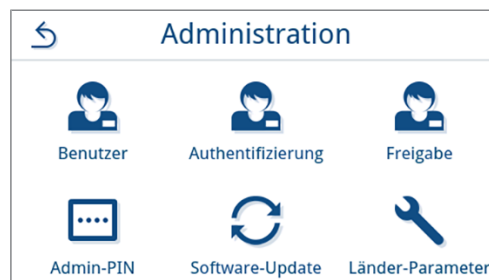 Administration
Benutzer Authentifizierung Freigabe
Admin-PIN Software-Update Länder-Parameter